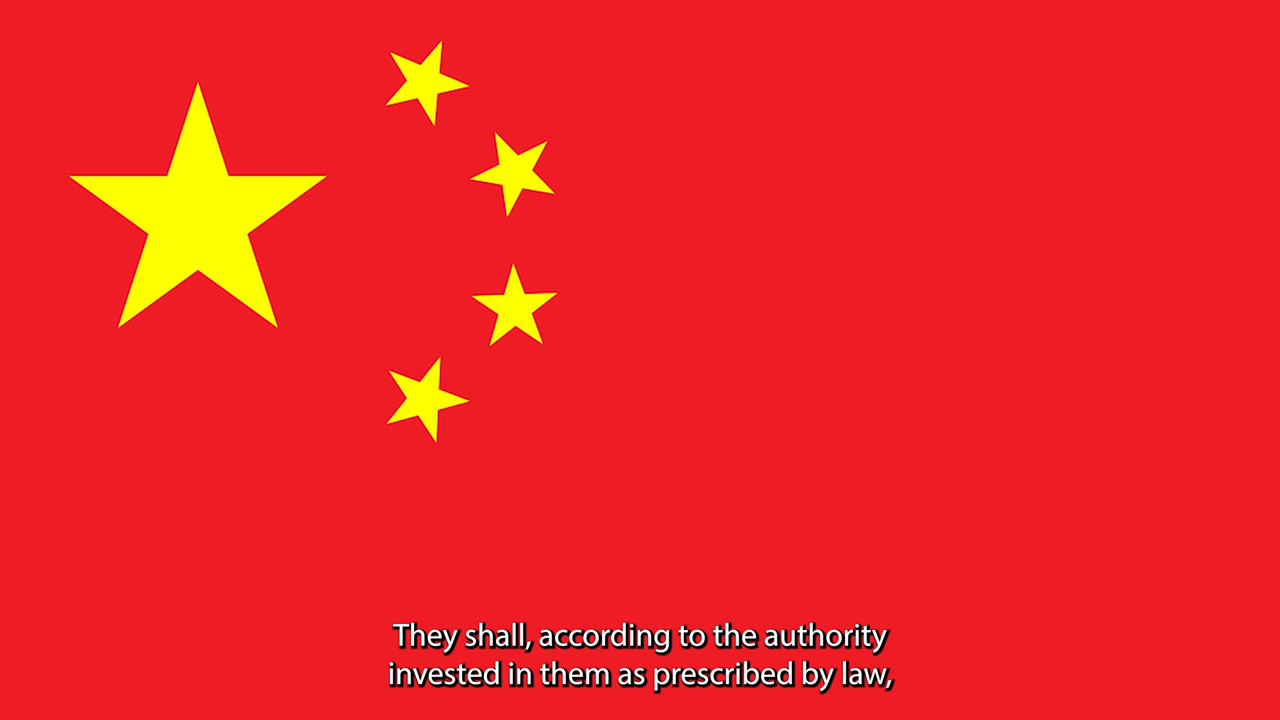 They shall, according to the authority
invested in them as prescribed by law,